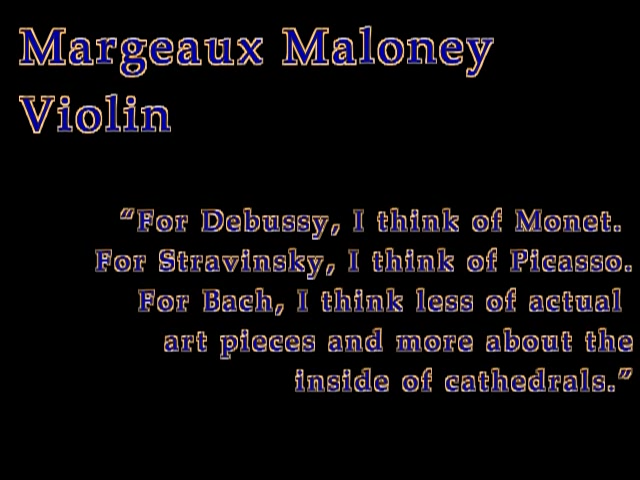 Margeaux Maloney
Violin
“For Debussy, I think of Monet.
For Stravinsky, I think of Picasso.
For Bach, I think less of actual
art pieces and more about the
inside of cathedrals.”